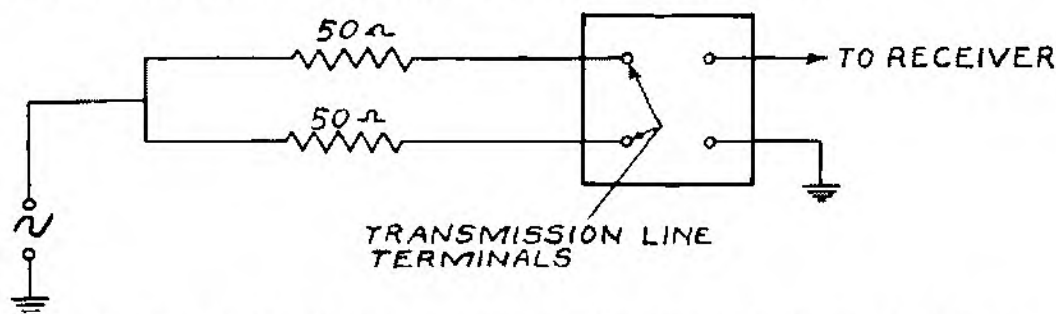 50 Ω
50 Ω
TO RECEIVER
TRANSMISSION LINE
TERMINALS